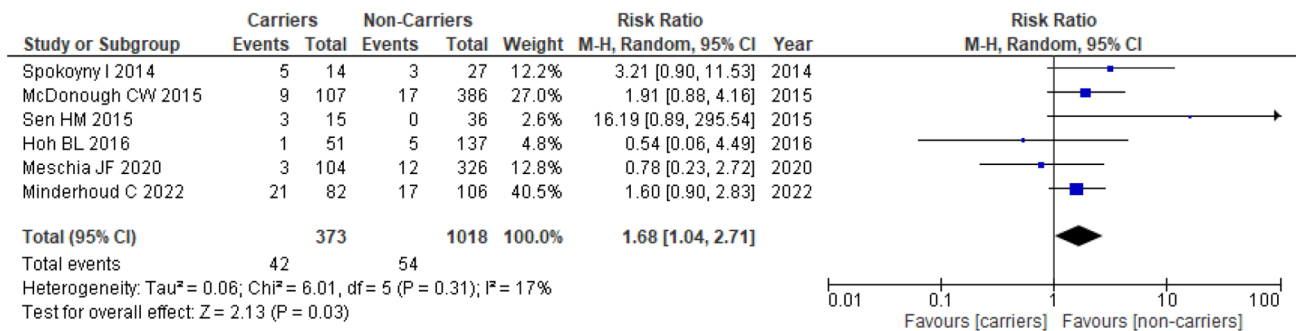 Carriers Non-Carriers Risk Ratio Risk Ratio
Study or Subgroup Events Total Events Total Weight M-H, Random, 95% CI Year M-H, Random, 95% CI
Spokoyny I 2014 5 14 3 27 12.2% 3.21 [0.90, 11.53] 2014
McDonough CW 2015 9 107 17 386 27.0% 1.91 [0.88, 4.16] 2015
Sen HM 2015 3 15 0 36 2.6% 16.19 [0.89, 295.54] 2015
Hoh BL 2016 1 51 5 137 4.8% 0.54 [0.06, 4.49] 2016
Meschia JF 2020 3 104 12 326 12.8% 0.78 [0.23, 2.72] 2020
Minderhoud C 2022 21 82 17 106 40.5% 1.60 [0.90, 2.83] 2022
Total (95% CI) 373 1018 100.0% 1.68 [1.04, 2.71]
Total events 42 54
Heterogeneity: Tau² = 0.06; Chi² = 6.01, df = 5 (P = 0.31); I² = 17%
Test for overall effect: Z = 2.13 (P = 0.03)
0.01 0.1 1 10 100
Favours [carriers] Favours [non-carriers]